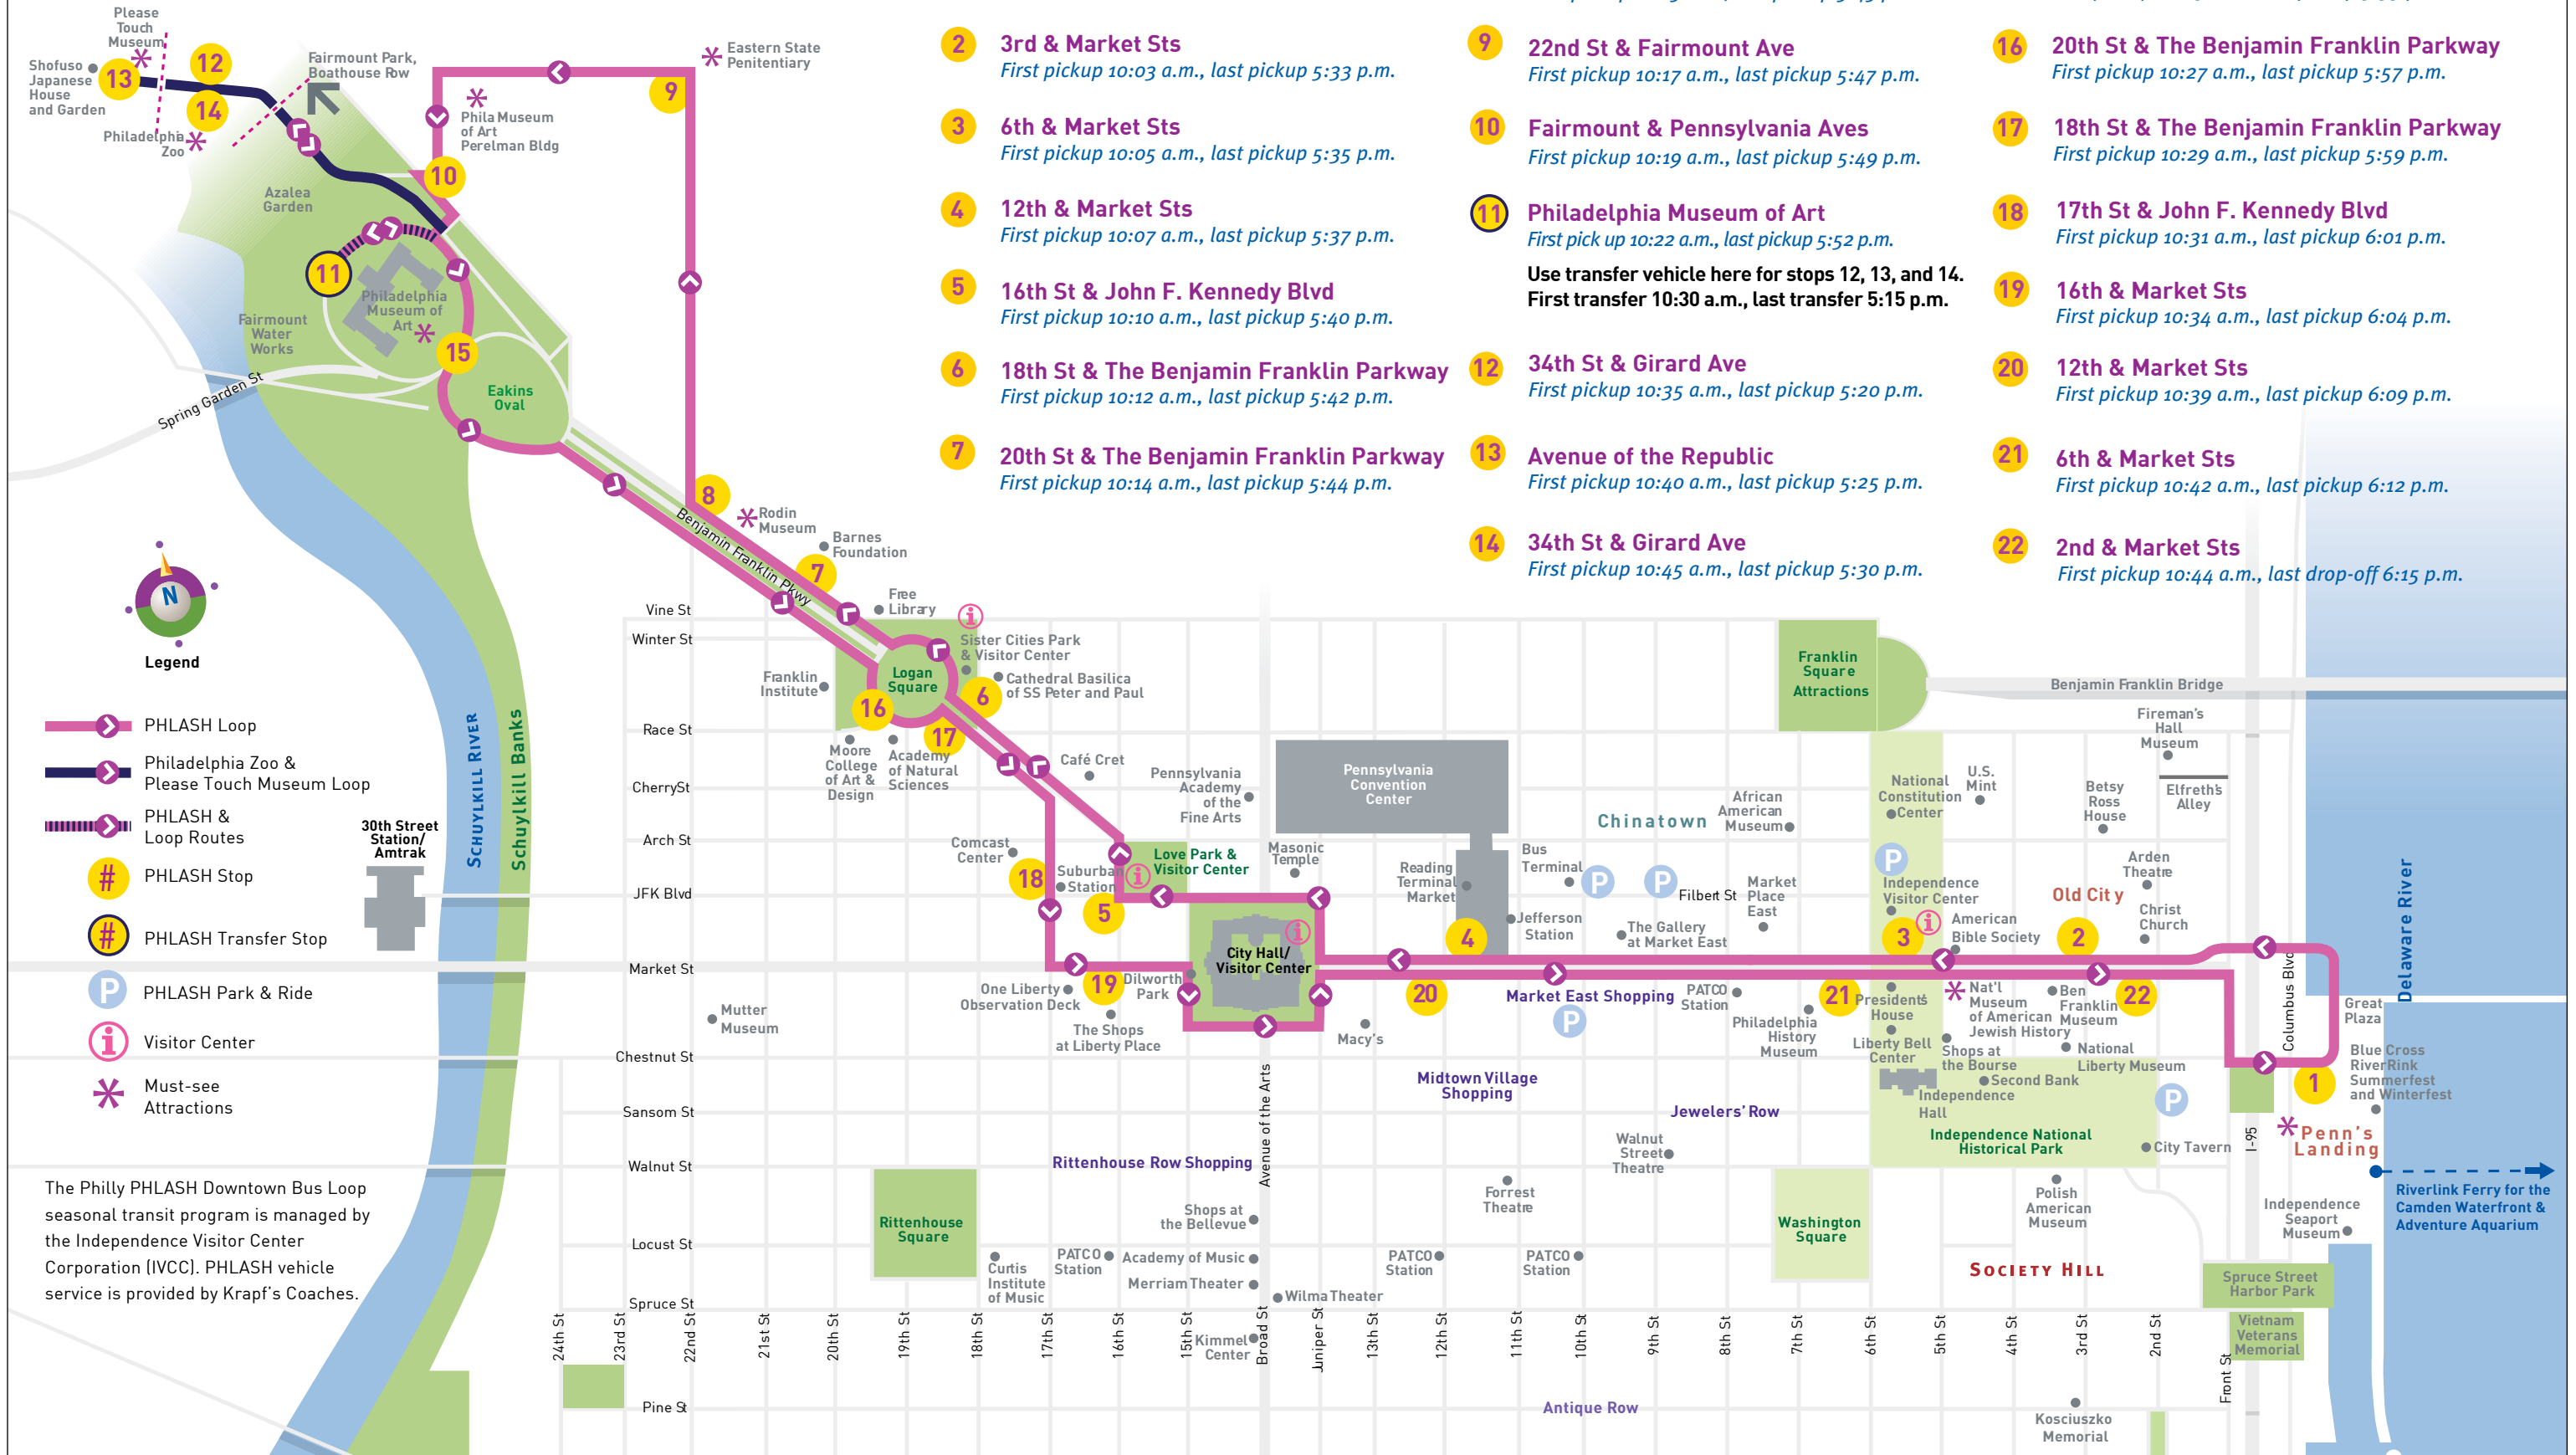 2
3rd & Market Sts
First pickup 10:03 a.m., last pickup 5:33 p.m.
3
6th & Market Sts
First pickup 10:05 a.m., last pickup 5:35 p.m.
4
12th & Market Sts
First pickup 10:07 a.m., last pickup 5:37 p.m.
5
16th St & John F. Kennedy Blvd
First pickup 10:10 a.m., last pickup 5:40 p.m.
6
18th St & The Benjamin Franklin Parkway
First pickup 10:12 a.m., last pickup 5:42 p.m.
7
20th St & The Benjamin Franklin Parkway
First pickup 10:14 a.m., last pickup 5:44 p.m.
9
22nd St & Fairmount Ave
First pickup 10:17 a.m., last pickup 5:47 p.m.
10
Fairmount & Pennsylvania Aves
First pickup 10:19 a.m., last pickup 5:49 p.m.
11
Philadelphia Museum of Art
First pick up 10:22 a.m., last pickup 5:52 p.m.
Use transfer vehicle here for stops 12, 13, and 14.
First transfer 10:30 a.m., last transfer 5:15 p.m.
12
34th St & Girard Ave
First pickup 10:35 a.m., last pickup 5:20 p.m.
13
Avenue of the Republic
First pickup 10:40 a.m., last pickup 5:25 p.m.
14
34th St & Girard Ave
First pickup 10:45 a.m., last pickup 5:30 p.m.
16
20th St & The Benjamin Franklin Parkway
First pickup 10:27 a.m., last pickup 5:57 p.m.
17
18th St & The Benjamin Franklin Parkway
First pickup 10:29 a.m., last pickup 5:59 p.m.
18
17th St & John F. Kennedy Blvd
First pickup 10:31 a.m., last pickup 6:01 p.m.
19
16th & Market Sts
First pickup 10:34 a.m., last pickup 6:04 p.m.
20
12th & Market Sts
First pickup 10:39 a.m., last pickup 6:09 p.m.
21
6th & Market Sts
First pickup 10:42 a.m., last pickup 6:12 p.m.
22
2nd & Market Sts
First pickup 10:44 a.m., last drop-off 6:15 p.m.
Please
Touch
Museum
Shofuso
Japanese
House
and Garden
13
12
14
Philadelphia
Zoo
Fairmount Park,
Boathouse Row
Eastern State
Penitentiary
9
Phila Museum
of Art
Perelman Bldg
10
Azalea
Garden
11
Philadelphia
Museum of
Art
Fairmount
Water
Works
15
Eakins
Oval
Spring Garden St
8
Rodin
Museum
Barnes
Foundation
Benjamin Franklin Pkwy
7
Free
Library
i
Sister Cities Park
& Visitor Center
Cathedral Basilica
of SS Peter and Paul
Logan
Square
6
16
17
Franklin
Institute
Moore
College
of Art &
Design
Academy
of Natural
Sciences
Café Cret
Pennsylvania
Academy
of the
Fine Arts
Pennsylvania
Convention
Center
Chinatown
African
American
Museum
Franklin
Square
Attractions
Benjamin Franklin Bridge
Fireman's
Hall
Museum
National
Constitution
Center
U.S.
Mint
Betsy
Ross
House
Elfreth's
Alley
Vine St
Winter St
Race St
CherrySt
Arch St
JFK Blvd
Market St
Chestnut St
Sansom St
Walnut St
Locust St
Spruce St
Pine St
N
Legend
PHLASH Loop
Philadelphia Zoo &
Please Touch Museum Loop
PHLASH &
Loop Routes
#
PHLASH Stop
#
PHLASH Transfer Stop
P
PHLASH Park & Ride
i
Visitor Center
Must-see
Attractions
30th Street
Station/
Amtrak
SCHUYLKILL RIVER
Schuylkill Banks
Comcast
Center
18
Suburban
Station
i
Love Park &
Visitor Center
5
Masonic
Temple
Reading
Terminal
Market
Bus
Terminal
P
P
Filbert St
Market
Place
East
P
Independence
Visitor Center
Old City
Arden
Theatre
Christ
Church
Jefferson
Station
The Gallery
at Market East
4
3
i
American
Bible Society
2
City Hall/
Visitor Center
i
Dilworth
Park
19
One Liberty
Observation Deck
The Shops
at Liberty Place
Mutter
Museum
Macy's
20
Market East Shopping
P
PATCO
Station
Philadelphia
History
Museum
21
President's
House
Liberty Bell
Center
Nat'l
Museum
of American
Jewish History
Ben
Franklin
Museum
22
Shops at
the Bourse
National
Liberty Museum
Second Bank
Independence
Hall
P
Independence National
Historical Park
City Tavern
Columbus Blvd
Great
Plaza
Delaware River
Blue Cross
RiverRink
Summerfest
and Winterfest
1
Penn's
Landing
I-95
Riverlink Ferry for the
Camden Waterfront &
Adventure Aquarium
Midtown Village
Shopping
Jewelers' Row
Walnut
Street
Theatre
Forrest
Theatre
Rittenhouse Row Shopping
Avenue of the Arts
Rittenhouse
Square
Shops at
the Bellevue
Curtis
Institute
of Music
PATCO
Station
Academy of Music
Merriam Theater
Wilma Theater
Kimmel
Center
PATCO
Station
PATCO
Station
Washington
Square
Polish
American
Museum
SOCIETY HILL
Independence
Seaport
Museum
Spruce Street
Harbor Park
Vietnam
Veterans
Memorial
Kosciuszko
Memorial
Antique Row
24th St
23rd St
22nd St
21st St
20th St
19th St
18th St
17th St
16th St
15th St
Broad St
Juniper St
13th St
12th St
11th St
10th St
9th St
8th St
7th St
6th St
5th St
4th St
3rd St
2nd St
Front St
The Philly PHLASH Downtown Bus Loop
seasonal transit program is managed by
the Independence Visitor Center
Corporation (IVCC). PHLASH vehicle
service is provided by Krapf's Coaches.